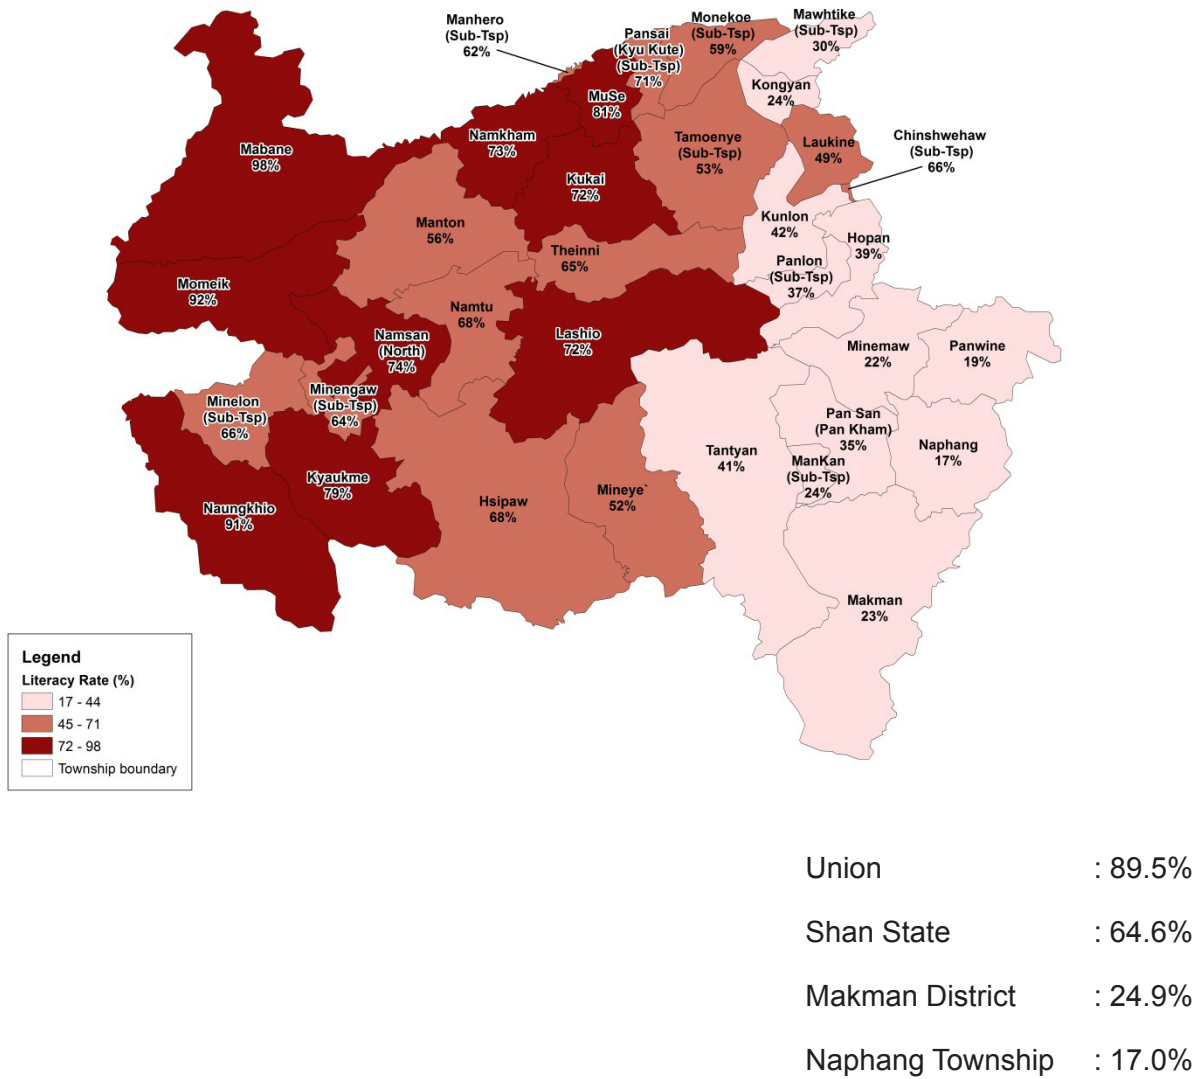 Manhero
(Sub-Tsp)
62%
Pansai
(Kyu Kute)
(Sub-Tsp)
71%
Monekoe
(Sub-Tsp)
59%
Mawhtike
(Sub-Tsp)
30%
Kongyan
24%
MuSe
81%
Namkham
73%
Mabane
98%
Kukai
72%
Tamoenye
(Sub-Tsp)
53%
Laukine
49%
Chinshwehaw
(Sub-Tsp)
66%
Manton
56%
Theinni
65%
Kunlon
42%
Hopan
39%
Panlon
(Sub-Tsp)
37%
Momeik
92%
Namtu
68%
Namsan
(North)
74%
Lashio
72%
Minemaw
22%
Panwine
19%
Minelon
(Sub-Tsp)
66%
Minengaw
(Sub-Tsp)
64%
Pan San
(Pan Kham)
35%
Tantyan
41%
ManKan
(Sub-Tsp)
24%
Naphang
17%
Kyaukme
79%
Naungkhio
91%
Hsipaw
68%
Mineye`
52%
Makman
23%
Legend
Literacy Rate (%)
17 - 44
45 - 71
72 - 98
Township boundary
Union : 89.5%
Shan State : 64.6%
Makman District : 24.9%
Naphang Township : 17.0%